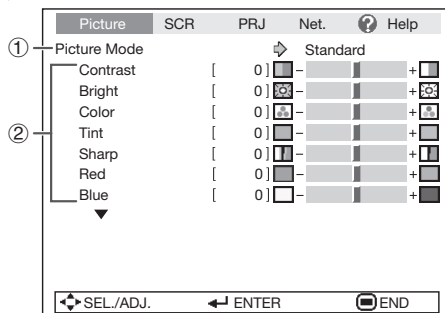 Picture SCR PRJ Net. ? Help
① Picture Mode Standard
Contrast [ 0 ] - +
② Bright [ 0 ] - +
Color [ 0 ] - +
Tint [ 0 ] - +
Sharp [ 0 ] - +
Red [ 0 ] - +
Blue [ 0 ] - +
SEL./ADJ. ENTER END